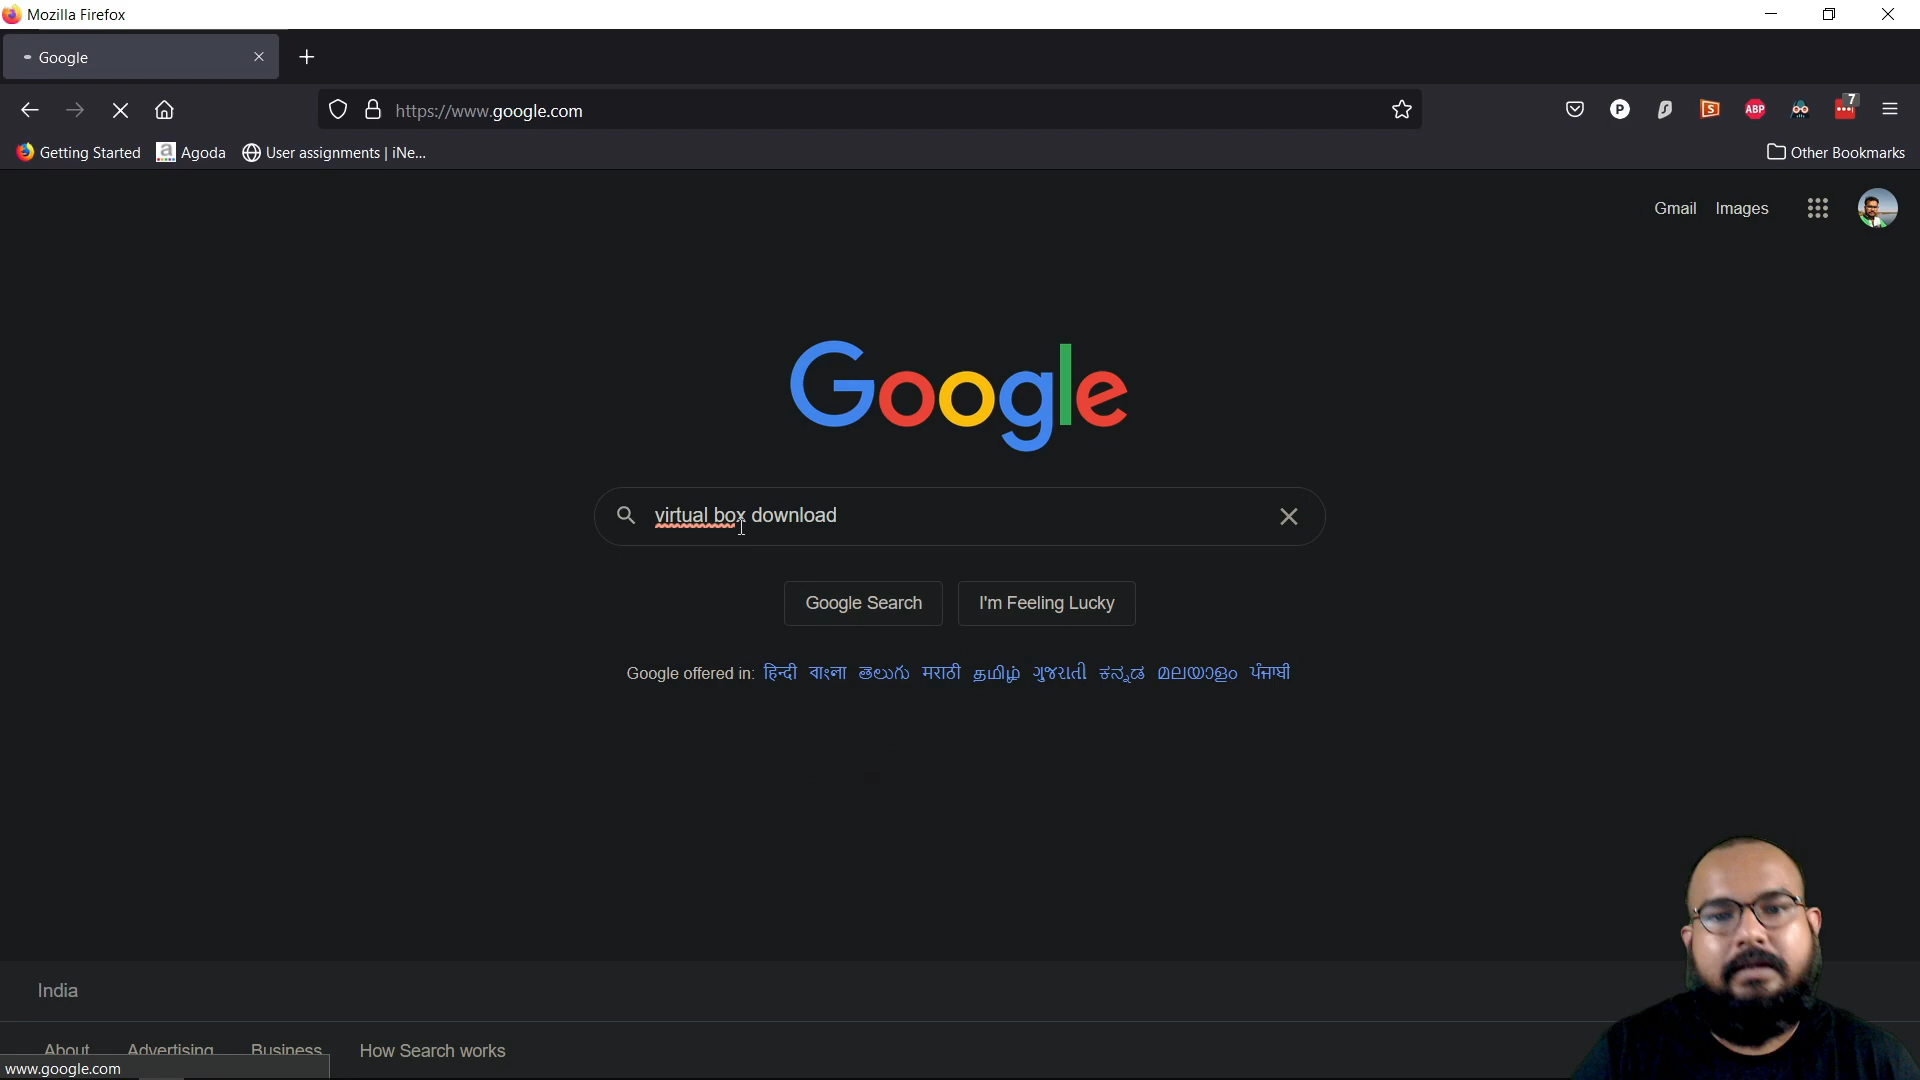 Mozilla Firefox
Google
https://www.google.com
ABP
7
Getting Started
Agoda
User assignments | iNe...
Other Bookmarks
Gmail
Images
Google
virtual box download
Google Search
I'm Feeling Lucky
Google offered in: हिन्दी বাংলা తెలుగు मराठी தமிழ் ગુજરાતી ಕನ್ನಡ മലയാളം ਪੰਜਾਬੀ
India
About
Advertising
Business
How Search works
www.google.com